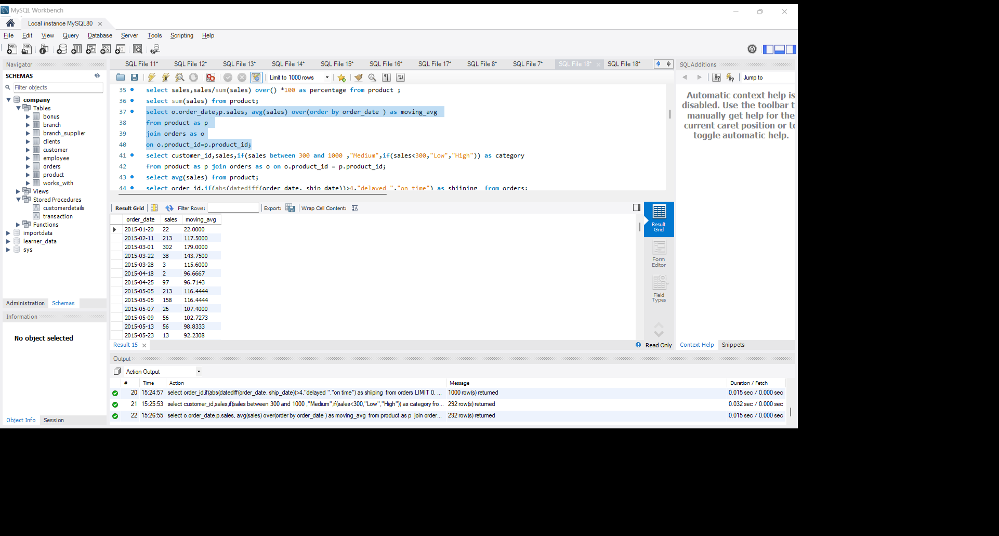 MySQL Workbench
Local instance MySQL80
File Edit View Query Database Server Tools Scripting Help
Navigator
SCHEMAS
Filter objects
company
Tables
bonus
branch
branch_supplier
clients
customer
employee
orders
product
works_with
Views
Stored Procedures
customerdetails
transaction
Functions
importdata
learner_data
sys
Administration Schemas
Information
No object selected
Object Info Session
SQL File 11* SQL File 12* SQL File 13* SQL File 14* SQL File 15* SQL File 16* SQL File 17* SQL File 8* SQL File 7* SQL File 18* SQL File 18*
Limit to 1000 rows
35 select sales,sales/sum(sales) over() *100 as percentage from product ;
36 select sum(sales) from product;
37 select o.order_date,p.sales, avg(sales) over(order by order_date ) as moving_avg
38 from product as p
39 join orders as o
40 on o.product_id=p.product_id;
41 select customer_id,sales,if(sales between 300 and 1000 ,"Medium",if(sales<300,"Low","High")) as category
42 from product as p join orders as o on o.product_id = p.product_id;
43 select avg(sales) from product;
44 select order_id,if(abs(datediff(order_date, ship_date))>4,"delayed ","on time") as shiiping  from orders;
Result Grid Filter Rows: Export: Wrap Cell Content:
order_date sales moving_avg
2015-01-20 22 22.0000
2015-02-11 213 117.5000
2015-03-01 302 179.0000
2015-03-22 38 143.7500
2015-03-28 3 115.6000
2015-04-18 2 96.6667
2015-04-25 97 96.7143
2015-05-05 213 116.4444
2015-05-05 158 116.4444
2015-05-07 26 107.4000
2015-05-09 56 102.7273
2015-05-13 56 98.8333
2015-05-23 13 92.2308
Result
Grid
Form
Editor
Field
Types
Result 15
Read Only
SQLAdditions
Jump to
Automatic context help is
disabled. Use the toolbar t
manually get help for the
current caret position or to
toggle automatic help.
Context Help Snippets
Output
Action Output
# Time Action Message Duration / Fetch
20 15:24:57 select order_id,if(abs(datediff(order_date, ship_date))>4,"delayed ","on time") as shiiping  from orders LIMIT 0, ... 1000 row(s) returned 0.015 sec / 0.000 sec
21 15:25:53 select customer_id,sales,if(sales between 300 and 1000 ,"Medium",if(sales<300,"Low","High")) as category fro... 292 row(s) returned 0.032 sec / 0.000 sec
22 15:26:55 select o.order_date,p.sales, avg(sales) over(order by order_date ) as moving_avg  from product as p  join order... 292 row(s) returned 0.015 sec / 0.000 sec